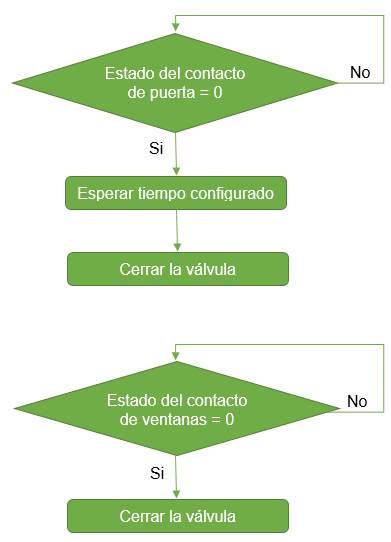 Estado del contacto
de puerta = 0
No
Si
Esperar tiempo configurado
Cerrar la válvula
Estado del contacto
de ventanas = 0
No
Si
Cerrar la válvula